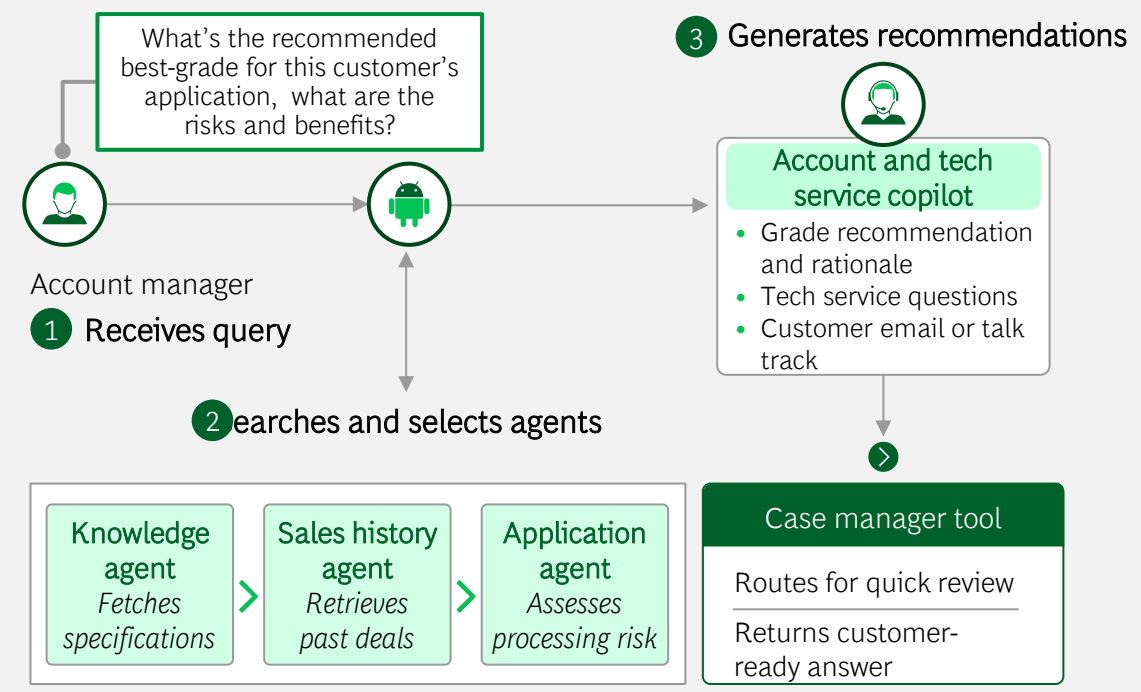 What's the recommended
best-grade for this customer's
application, what are the
risks and benefits?
Account manager
1 Receives query
2 earches and selects agents
Knowledge
agent
Fetches
specifications
Sales history
agent
Retrieves
past deals
Application
agent
Assesses
processing risk
3 Generates recommendations
Account and tech
service copilot
• Grade recommendation
and rationale
• Tech service questions
• Customer email or talk
track
Case manager tool
Routes for quick review
Returns customer-
ready answer